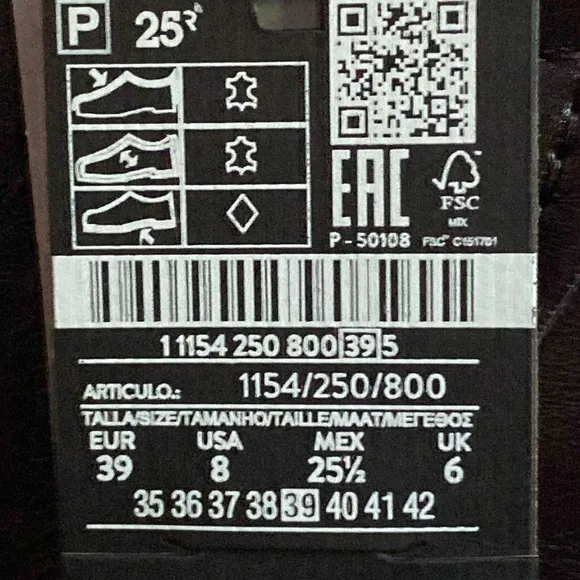 P 25
EAC
FSC
MIX
P-50108 FSC™ C151701
1 1154 250 800 39 5
ARTICULO.: 1154/250/800
TALLA/SIZE/TAMANHO/TAILLE/MAAT/ΜΕΓΕΘΟΣ
EUR USA MEX UK
39 8 25½ 6
35 36 37 38 39 40 41 42